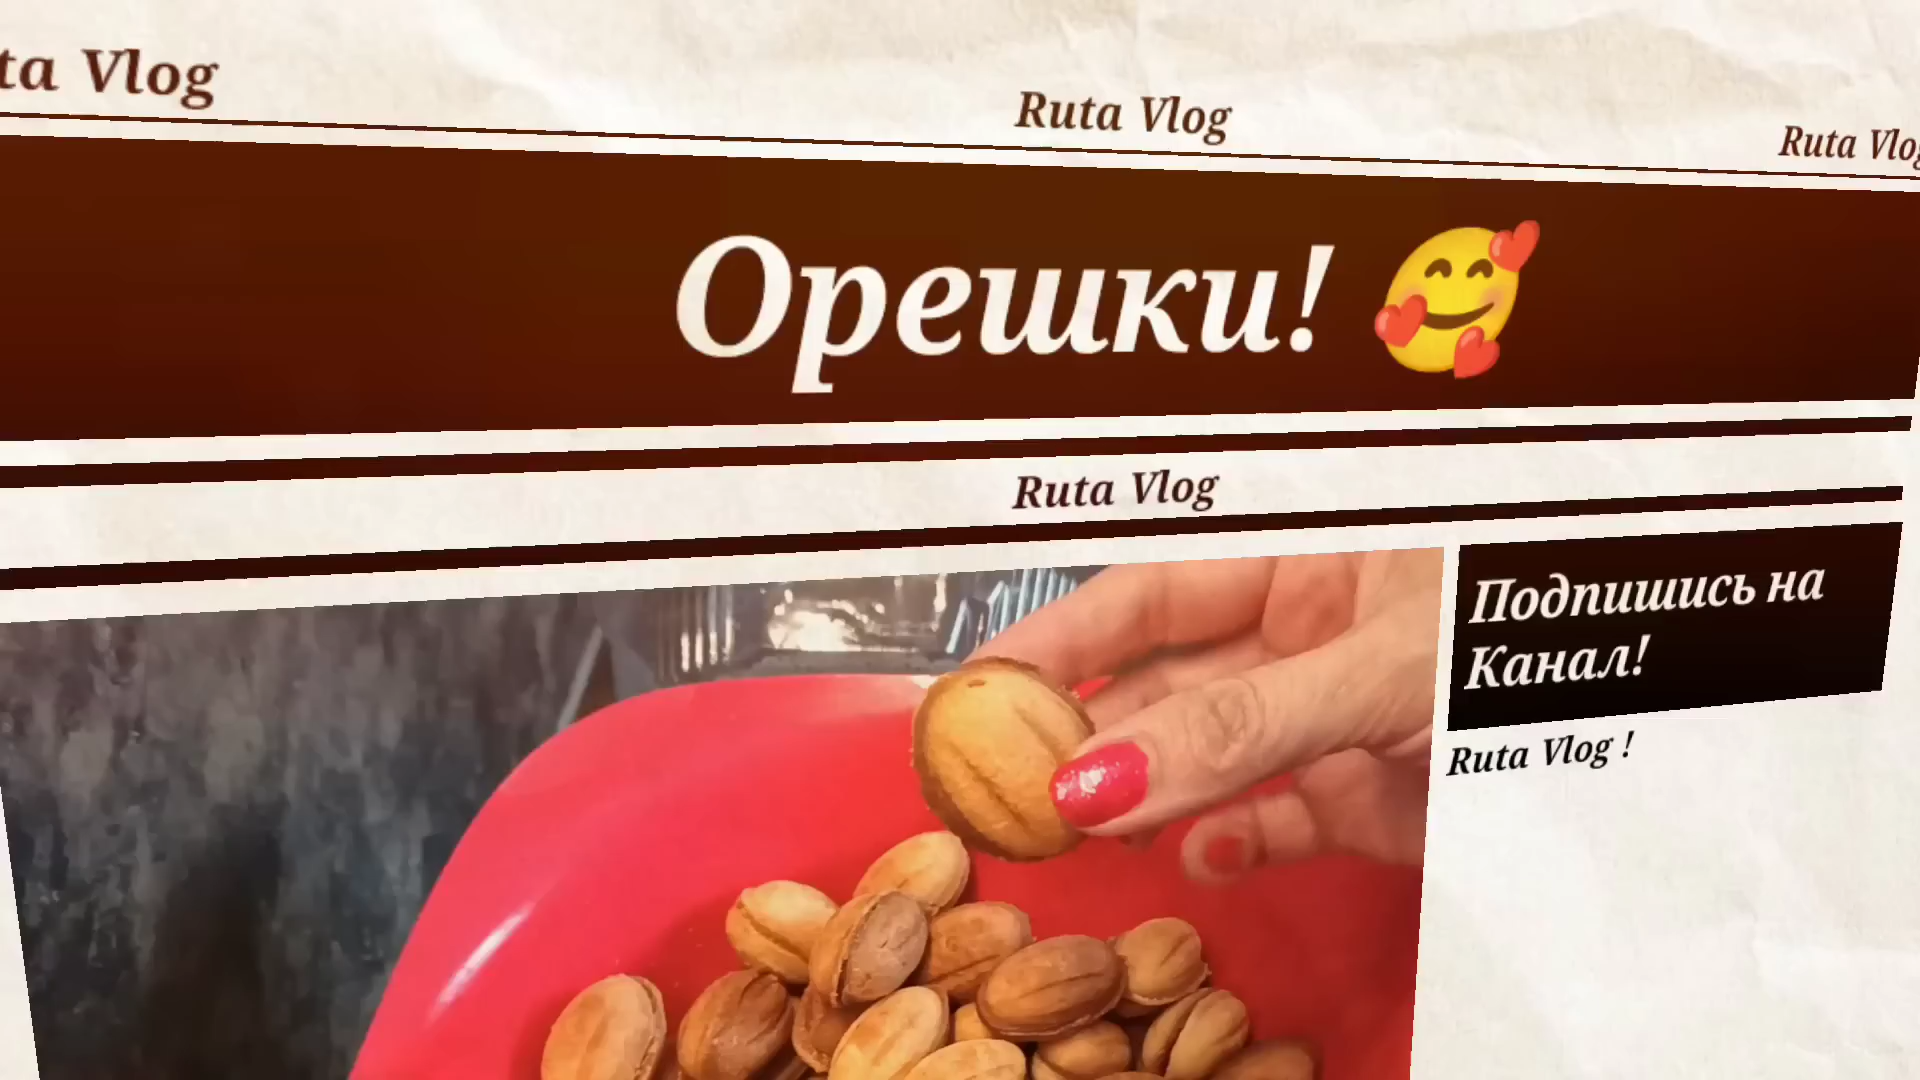 ta Vlog
Ruta Vlog
Ruta Vlog
Орешки! 🥰
Ruta Vlog
Подпишись на
Канал!
Ruta Vlog !